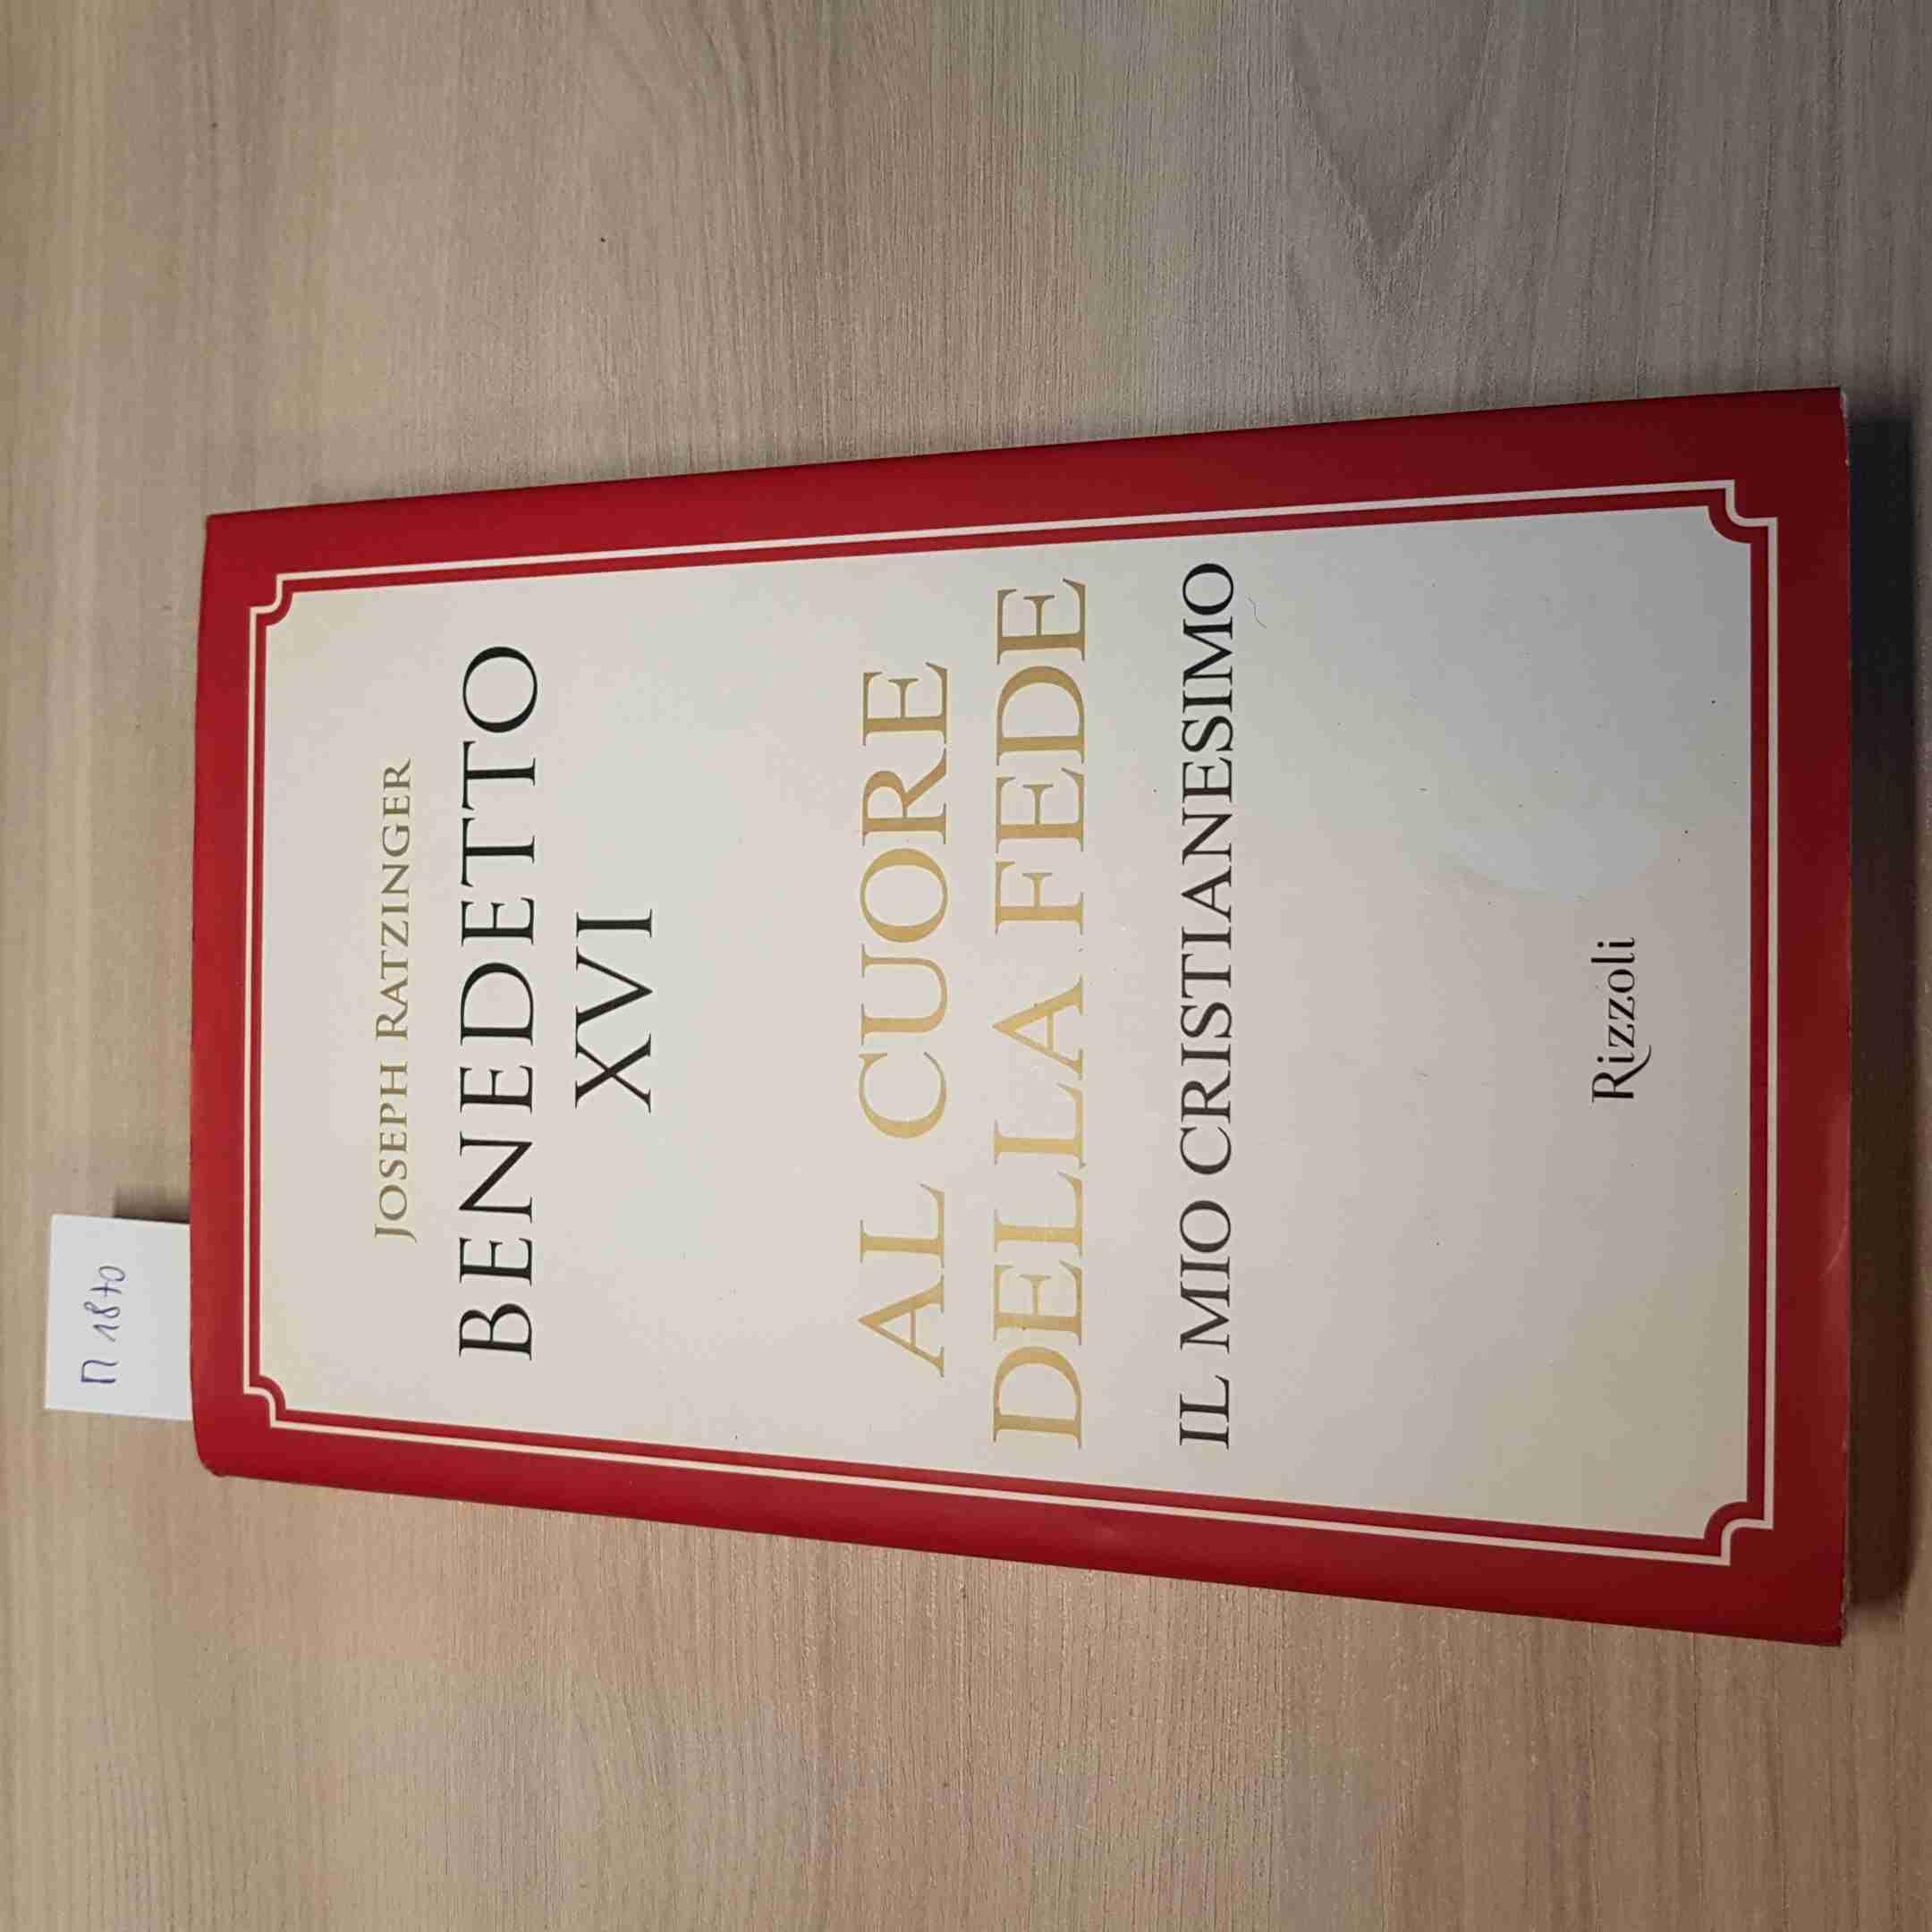 M 1870
JOSEPH RATZINGER
BENEDETTO
XVI
AL CUORE
DELLA FEDE
IL MIO CRISTIANESIMO
Rizzoli